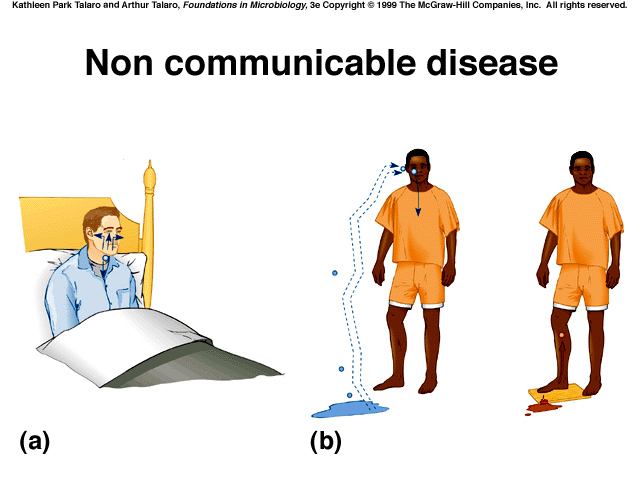 Kathleen Park Talaro and Arthur Talaro, Foundations in Microbiology, 3e Copyright © 1999 The McGraw-Hill Companies, Inc. All rights reserved.
Non communicable disease
(a)
(b)